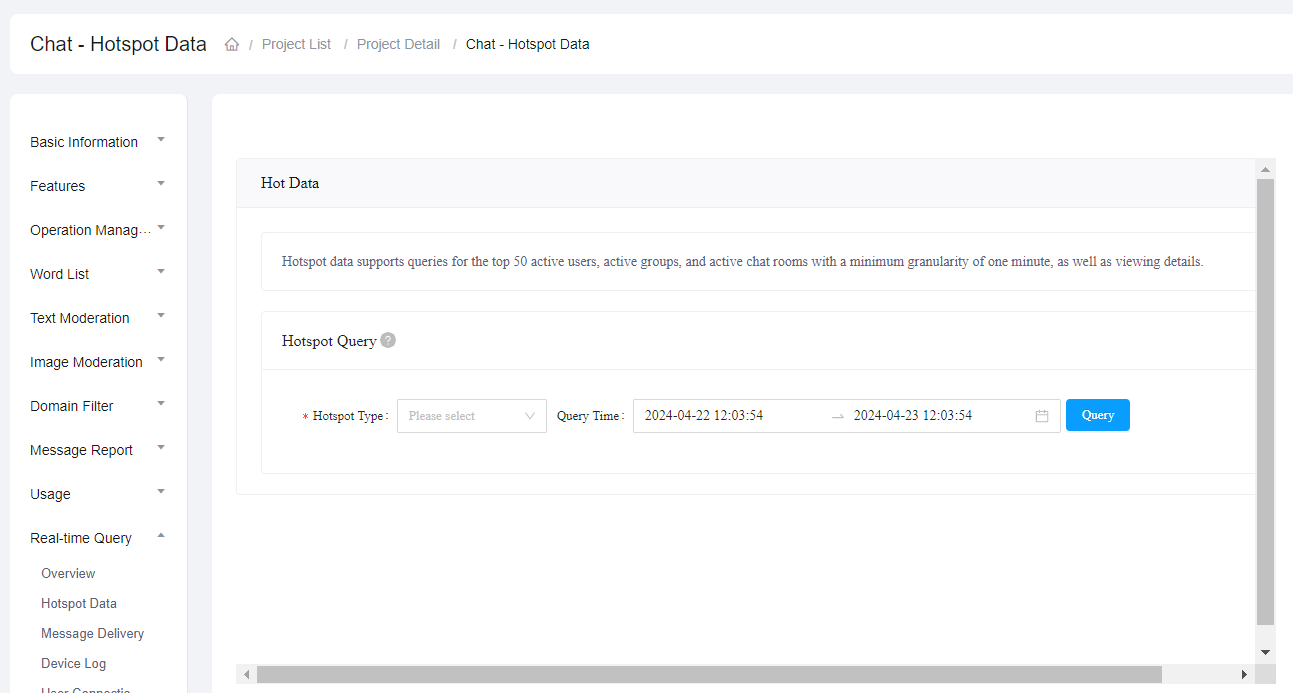 Chat - Hotspot Data / Project List / Project Detail / Chat - Hotspot Data
Basic Information
Features
Operation Manag···
Word List
Text Moderation
Image Moderation
Domain Filter
Message Report
Usage
Real-time Query
Overview
Hotspot Data
Message Delivery
Device Log
Hot Data
Hotspot data supports queries for the top 50 active users, active groups, and active chat rooms with a minimum granularity of one minute, as well as viewing details.
Hotspot Query ?
* Hotspot Type : Please select Query Time : 2024-04-22 12:03:54 → 2024-04-23 12:03:54 Query